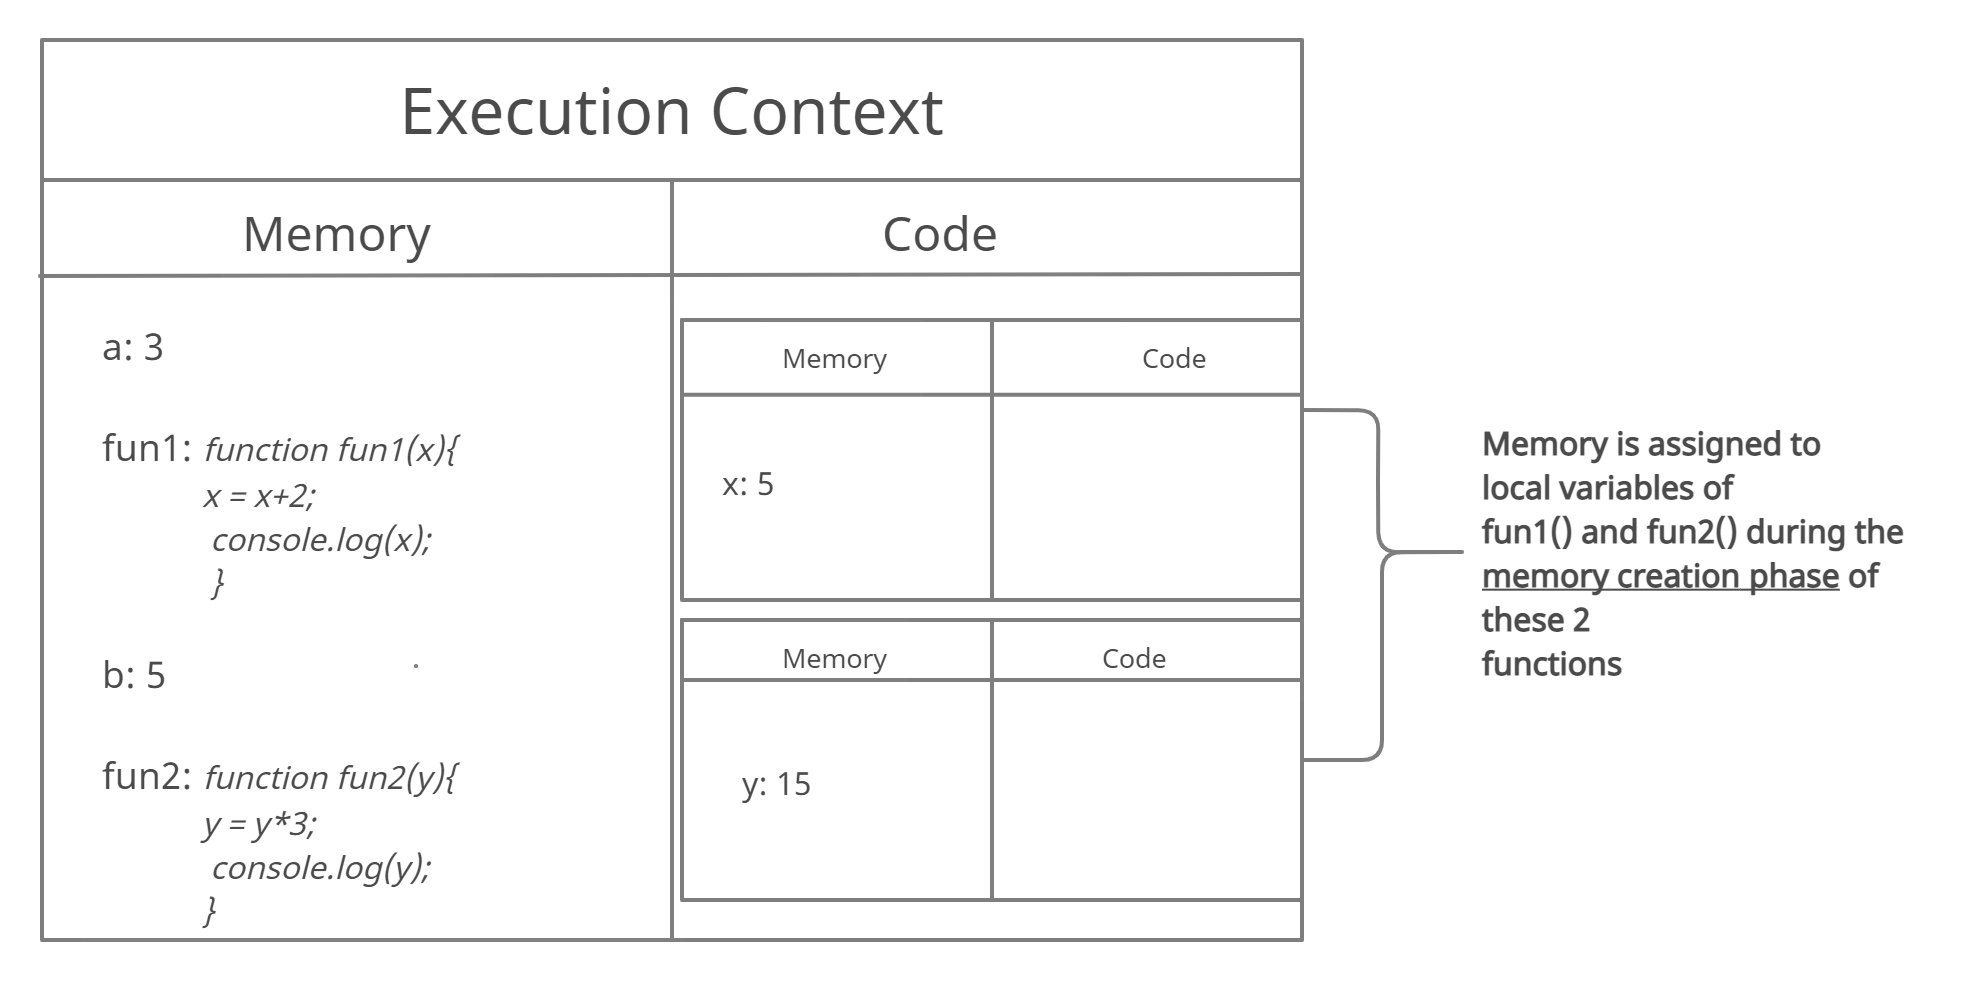 Execution Context
Memory
Code
a: 3
fun1: function fun1(x){
x = x+2;
console.log(x);
}
b: 5
fun2: function fun2(y){
y = y*3;
console.log(y);
}
Memory
Code
x: 5
Memory
Code
y: 15
Memory is assigned to
local variables of
fun1() and fun2() during the
memory creation phase of
these 2
functions